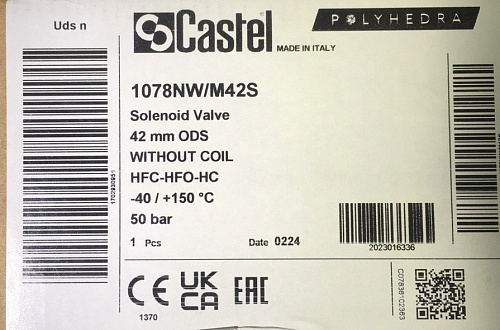 Uds n
Castel
MADE IN ITALY
POLYHEDRA
1078NW/M42S
Solenoid Valve
42 mm ODS
WITHOUT COIL
HFC-HFO-HC
-40 / +150 °C
50 bar
1 Pcs
Date 0224
2023016336
CE
1370
UK
CA
EAC